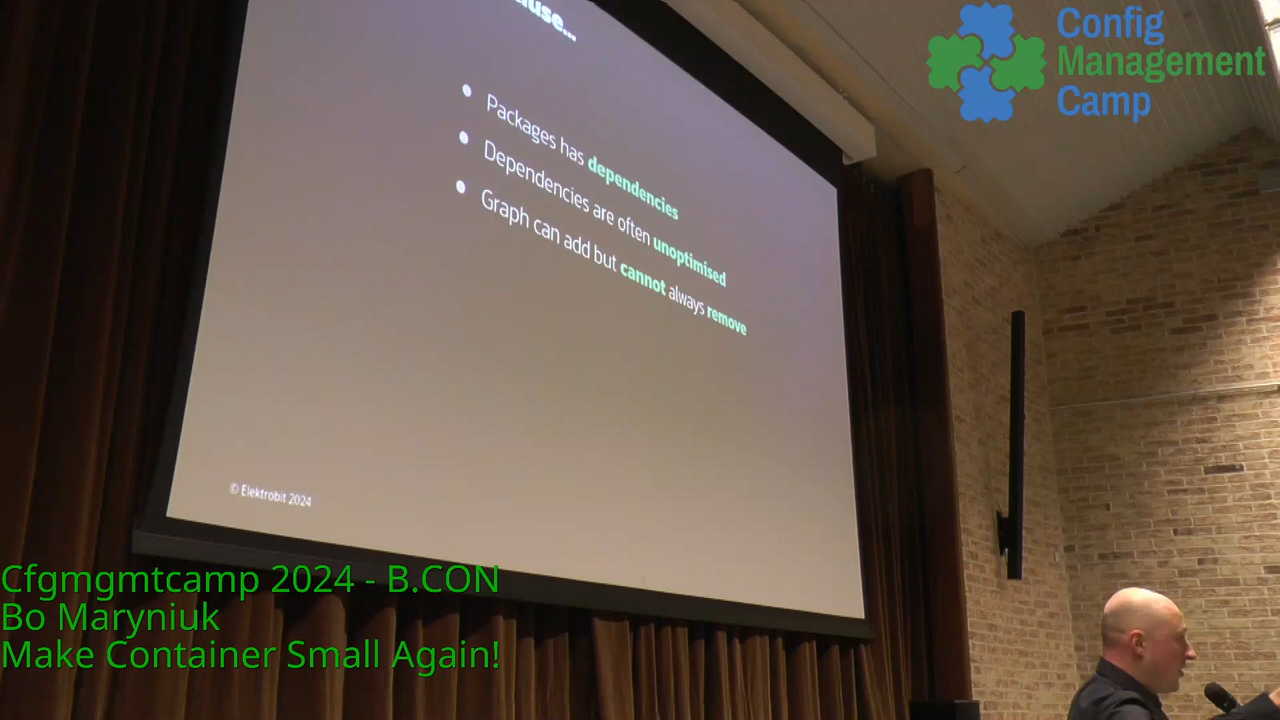 Config
Management
Camp
Packages has dependencies
Dependencies are often unoptimised
Graph can add but cannot always remove
© Elektrobit 2024
Cfgmgmtcamp 2024 - B.CON
Bo Maryniuk
Make Container Small Again!